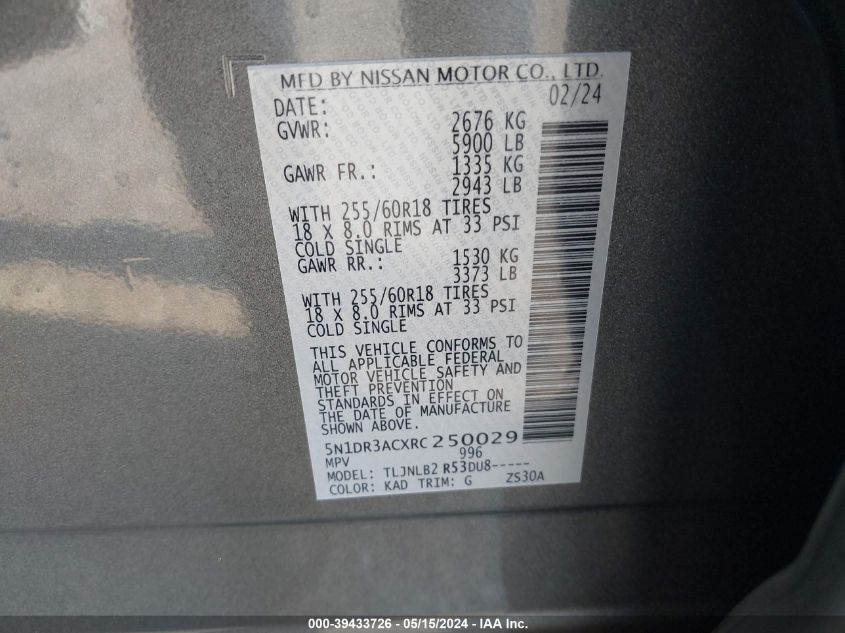 MFD BY NISSAN MOTOR CO., LTD.
DATE: 02/24
GVWR: 2676 KG
5900 LB
GAWR FR.: 1335 KG
2943 LB
WITH 255/60R18 TIRES
18 X 8.0 RIMS AT 33 PSI
COLD SINGLE
GAWR RR.: 1530 KG
3373 LB
WITH 255/60R18 TIRES
18 X 8.0 RIMS AT 33 PSI
COLD SINGLE
THIS VEHICLE CONFORMS TO
ALL APPLICABLE FEDERAL
MOTOR VEHICLE SAFETY AND
THEFT PREVENTION
STANDARDS IN EFFECT ON
THE DATE OF MANUFACTURE
SHOWN ABOVE.
5N1DR3ACXRC250029
MPV 996
MODEL: TLJNLB2 R53DU8-----
COLOR: KAD TRIM: G ZS30A
000-39433726 - 05/15/2024 - IAA Inc.